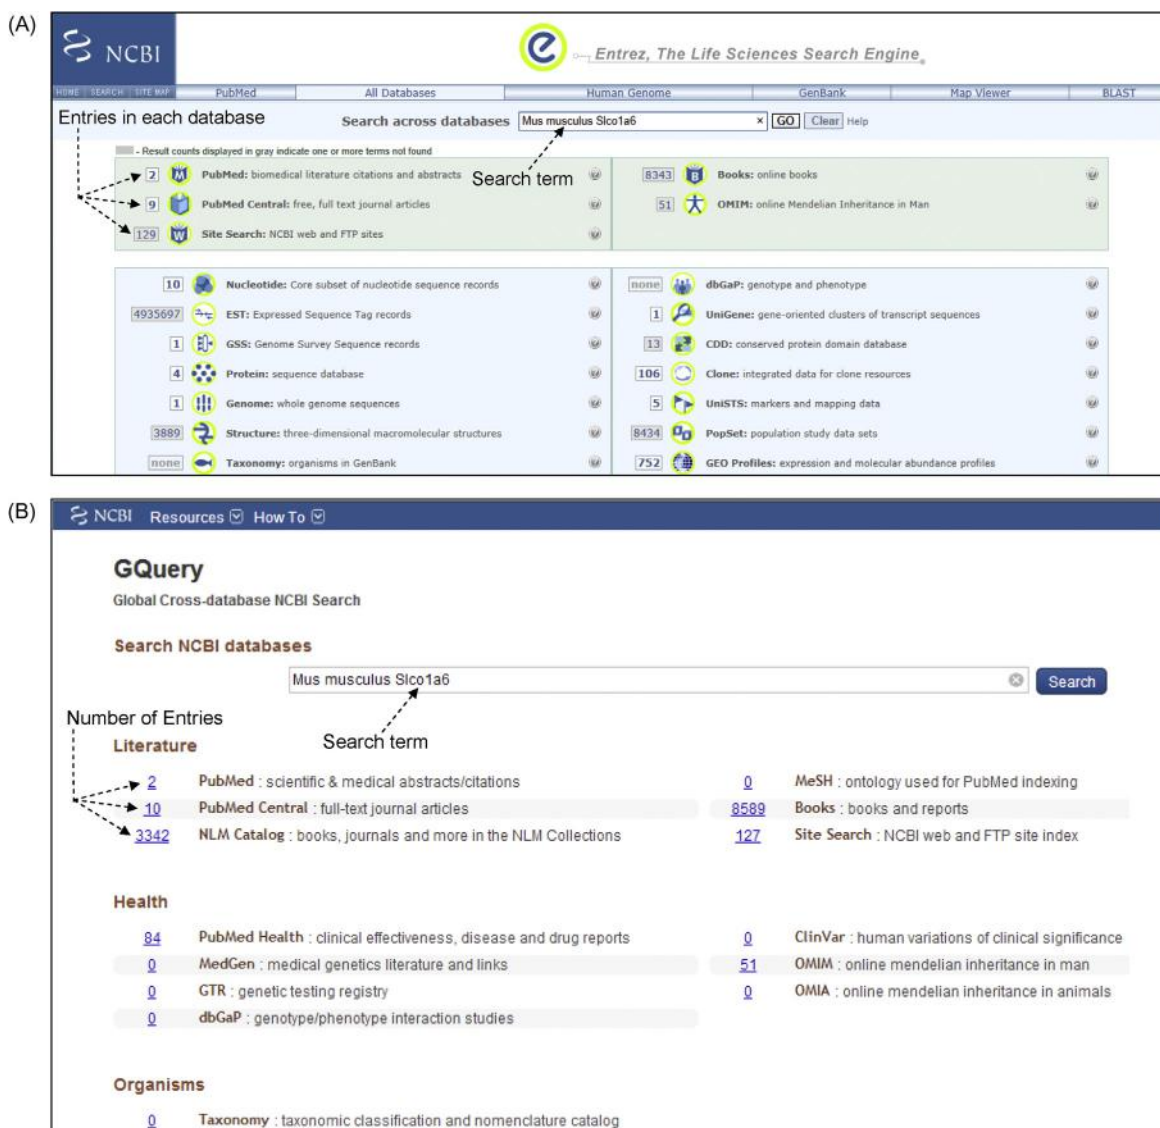 (A)
NCBI
Entrez, The Life Sciences Search Engine
HOME SEARCH SITE MAP PubMed All Databases Human Genome GenBank Map Viewer BLAST
Entries in each database
Search across databases Mus musculus Slco1a6 × GO Clear Help
- Result counts displayed in gray indicate one or more terms not found
Search term
2 PubMed: biomedical literature citations and abstracts
8343 Books: online books
9 PubMed Central: free, full text journal articles
51 OMIM: online Mendelian Inheritance in Man
129 Site Search: NCBI web and FTP sites
10 Nucleotide: Core subset of nucleotide sequence records
none dbGaP: genotype and phenotype
4935697 EST: Expressed Sequence Tag records
1 UniGene: gene-oriented clusters of transcript sequences
1 GSS: Genome Survey Sequence records
13 CDD: conserved protein domain database
4 Protein: sequence database
106 Clone: integrated data for clone resources
1 Genome: whole genome sequences
5 UniSTS: markers and mapping data
3889 Structure: three-dimensional macromolecular structures
8434 PopSet: population study data sets
none Taxonomy: organisms in GenBank
752 GEO Profiles: expression and molecular abundance profiles
(B)
NCBI Resources How To
GQuery
Global Cross-database NCBI Search
Search NCBI databases
Mus musculus Slco1a6 Search
Number of Entries
Search term
Literature
2 PubMed : scientific & medical abstracts/citations
0 MeSH : ontology used for PubMed indexing
10 PubMed Central : full-text journal articles
8589 Books : books and reports
3342 NLM Catalog : books, journals and more in the NLM Collections
127 Site Search : NCBI web and FTP site index
Health
84 PubMed Health : clinical effectiveness, disease and drug reports
0 ClinVar : human variations of clinical significance
0 MedGen : medical genetics literature and links
51 OMIM : online mendelian inheritance in man
0 GTR : genetic testing registry
0 OMIA : online mendelian inheritance in animals
0 dbGaP : genotype/phenotype interaction studies
Organisms
0 Taxonomy : taxonomic classification and nomenclature catalog